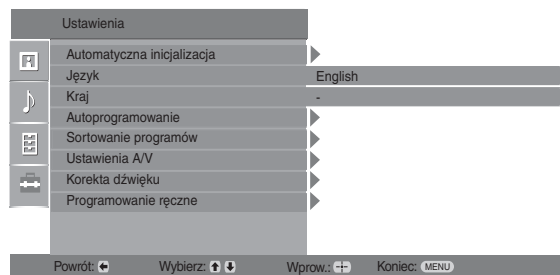 Ustawienia
Automatyczna inicjalizacja
Język English
Kraj -
Autoprogramowanie
Sortowanie programów
Ustawienia A/V
Korekta dźwięku
Programowanie ręczne
Powrót: Wybierz: Wprow.: Koniec: MENU